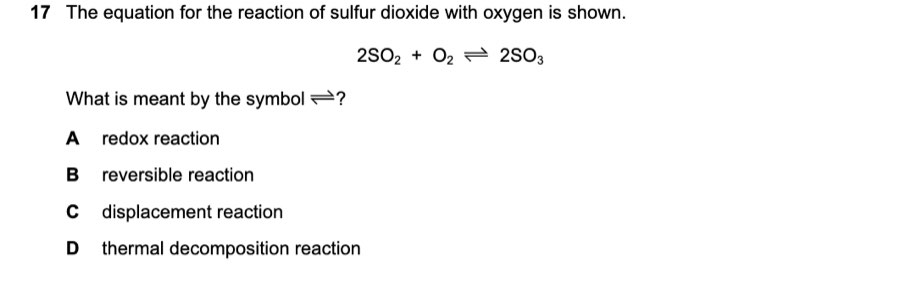 17 The equation for the reaction of sulfur dioxide with oxygen is shown.
2SO₂ + O₂ ⇌ 2SO₃
What is meant by the symbol ⇌?
A redox reaction
B reversible reaction
C displacement reaction
D thermal decomposition reaction